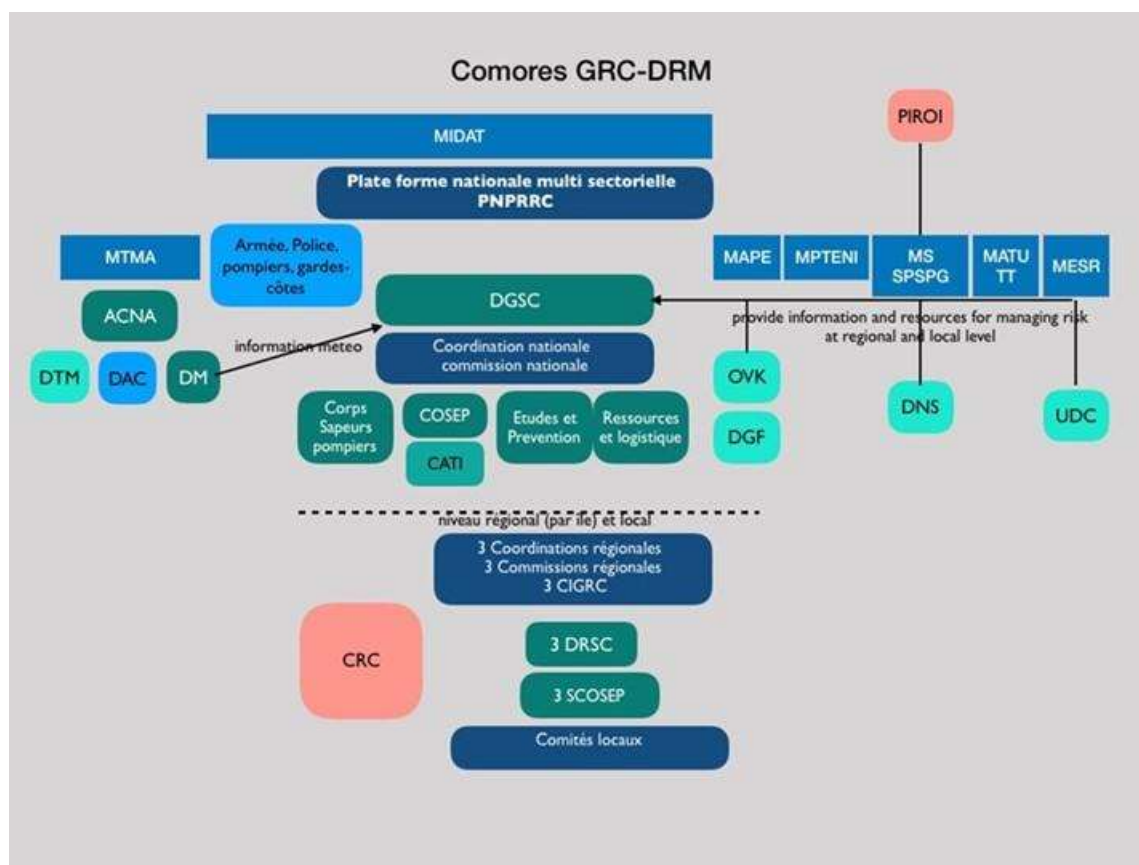 Comores GRC-DRM
PIROI
MIDAT
Plate forme nationale multi sectorielle
PNPRRC
MTMA
Armée, Police,
pompiers, gardes-
côtes
MAPE
MPTENI
MS
SPSPG
MATU
TT
MESR
DGSC
ACNA
provide information and resources for managing risk
at regional and local level
information meteo
Coordination nationale
commission nationale
DTM
DAC
DM
OVK
DNS
UDC
Corps
Sapeurs
pompiers
COSEP
CATI
Etudes et
Prevention
Ressources
et logistique
DGF
niveau régional (par île) et local
3 Coordinations régionales
3 Commissions régionales
3 CIGRC
CRC
3 DRSC
3 SCOSEP
Comités locaux